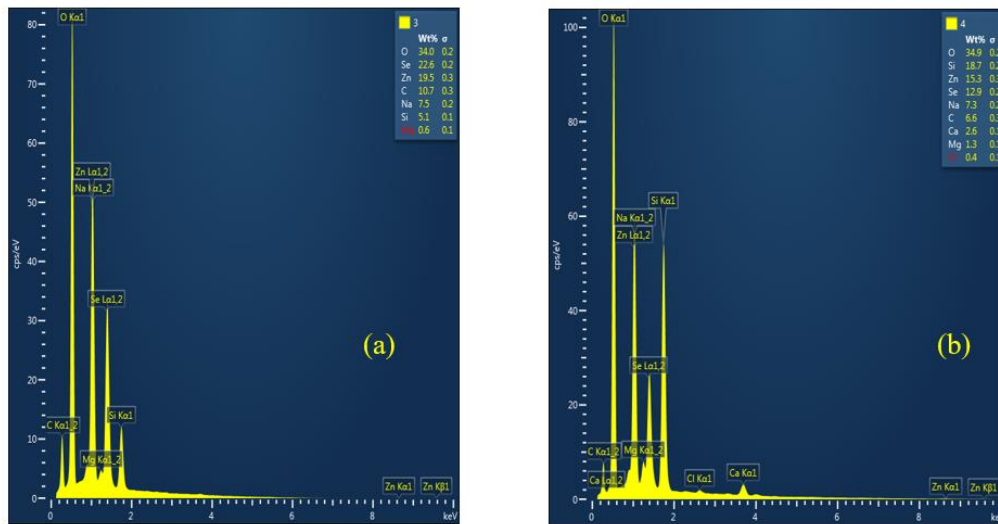 O Kα1
3
Wt% σ
O 34.0 0.2
Se 22.6 0.2
Zn 19.5 0.3
C 10.7 0.3
Na 7.5 0.2
Si 5.1 0.1
0.6 0.1
Zn Lα1,2
Na Kα1_2
Se Lα1,2
Si Kα1
C Kα1_2
Mg Kα1_2
Zn Kα1
Zn Kβ1
(a)
cps/eV
80
70
60
50
40
30
20
10
0
0 2 4 6 8 keV
O Kα1
4
Wt% σ
O 34.9
Si 18.7
Zn 15.3
Se 12.9
Na 7.3
C 6.6
Ca 2.6
Mg 1.3
0.4
Si Kα1
Na Kα1_2
Zn Lα1,2
Se Lα1,2
C Kα1_2
Mg Kα1_2
Ca Lα1,2
Cl Kα1
Ca Kα1
Zn Kα1
Zn Kβ1
(b)
cps/eV
100
80
60
40
20
0
0 2 4 6 8